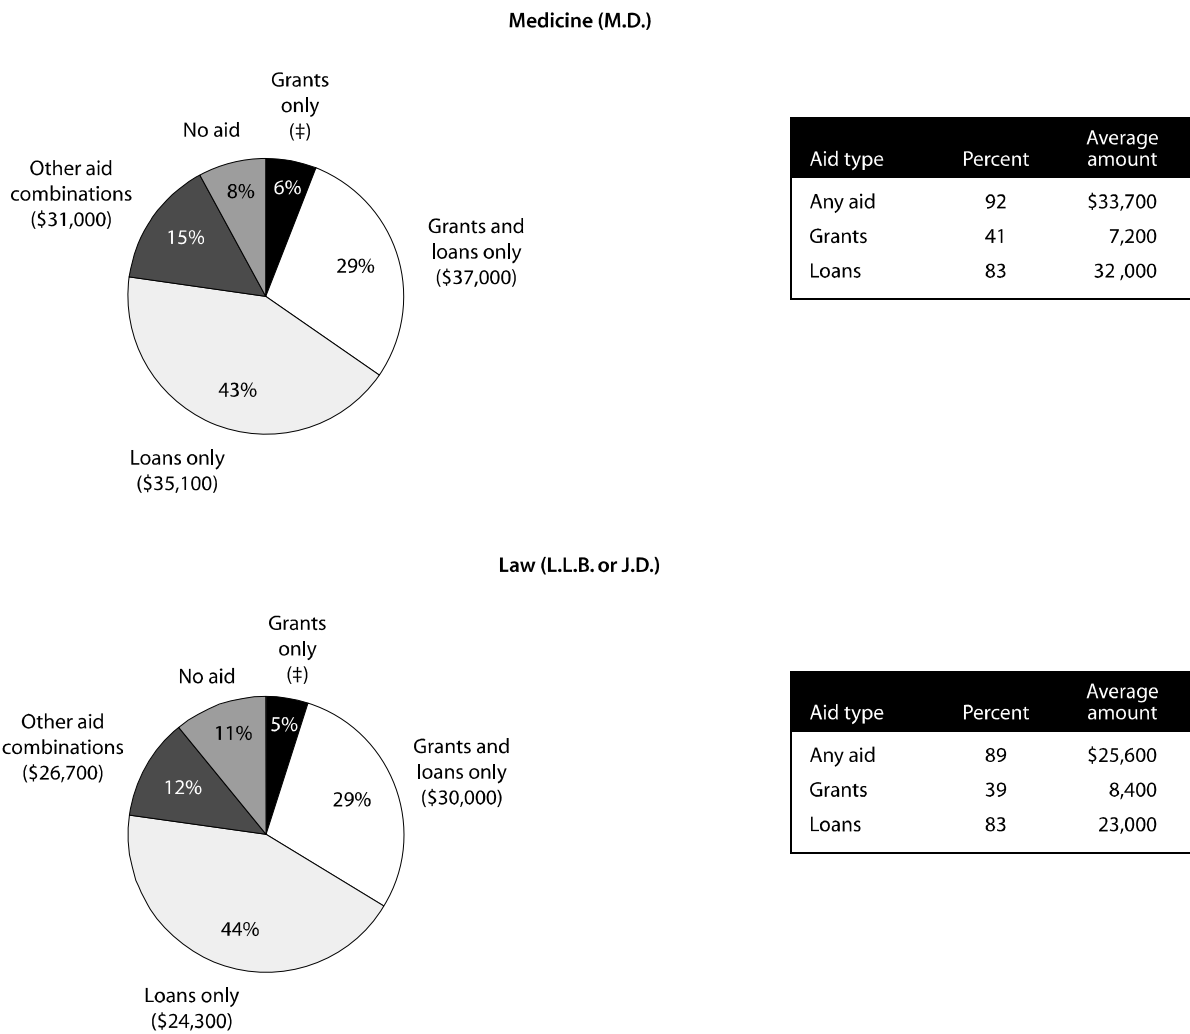 Medicine (M.D.)
Grants
only
(‡)
No aid
Other aid
combinations
($31,000)
8%
6%
15%
29%
Grants and
loans only
($37,000)
43%
Loans only
($35,100)
Aid type Percent Average
amount
Any aid 92 $33,700
Grants 41 7,200
Loans 83 32 ,000
Law (L.L.B. or J.D.)
Grants
only
(‡)
No aid
Other aid
combinations
($26,700)
11%
5%
12%
29%
Grants and
loans only
($30,000)
44%
Loans only
($24,300)
Aid type Percent Average
amount
Any aid 89 $25,600
Grants 39 8,400
Loans 83 23,000